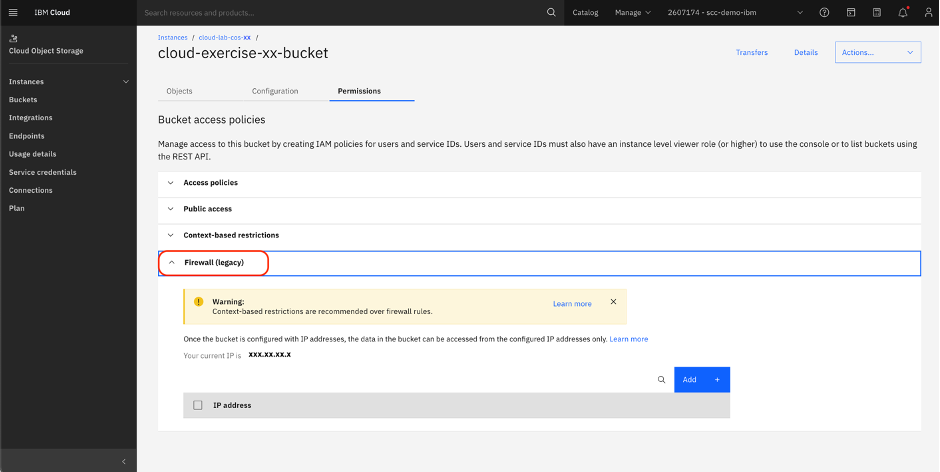 IBM Cloud
Search resources and products...
Catalog
Manage
2607174 - scc-demo-ibm
Cloud Object Storage
Instances
Buckets
Integrations
Endpoints
Usage details
Service credentials
Connections
Plan
Instances / cloud-lab-cos-xx /
cloud-exercise-xx-bucket
Transfers
Details
Actions...
Objects
Configuration
Permissions
Bucket access policies
Manage access to this bucket by creating IAM policies for users and service IDs. Users and service IDs must also have an instance level viewer role (or higher) to use the console or to list buckets using
the REST API.
Access policies
Public access
Context-based restrictions
Firewall (legacy)
Warning:
Context-based restrictions are recommended over firewall rules.
Learn more
Once the bucket is configured with IP addresses, the data in the bucket can be accessed from the configured IP addresses only. Learn more
Your current IP is xxx.xx.xx.x
Add +
IP address